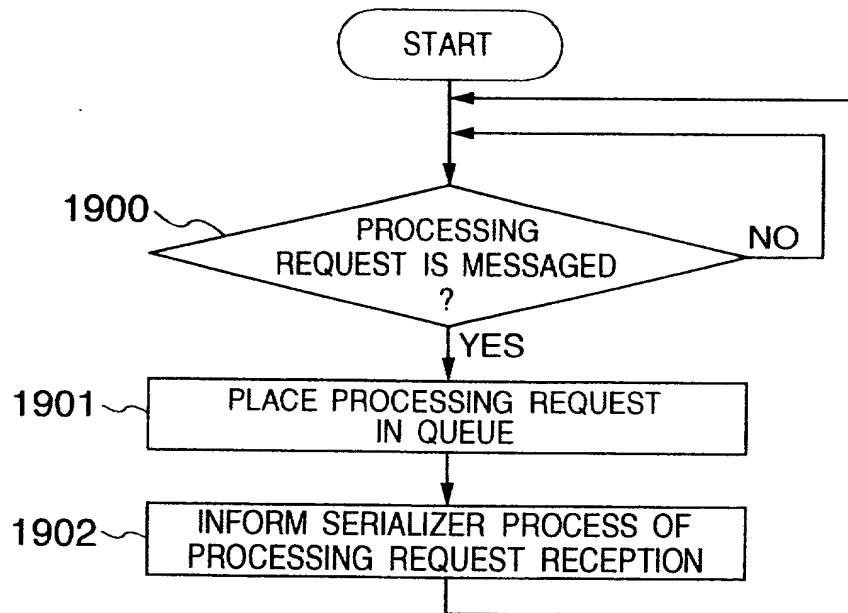 START
1900
PROCESSING
REQUEST IS MESSAGED
?
NO
YES
1901
PLACE PROCESSING REQUEST
IN QUEUE
1902
INFORM SERIALIZER PROCESS OF
PROCESSING REQUEST RECEPTION